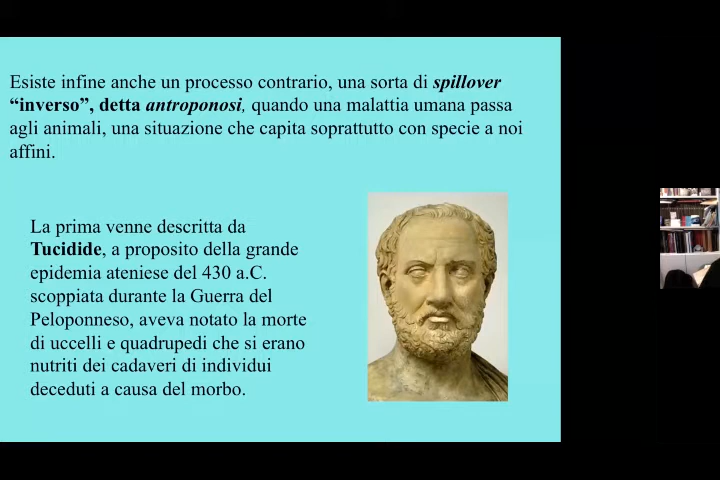 Esiste infine anche un processo contrario, una sorta di spillover
“inverso”, detta antroponosi, quando una malattia umana passa
agli animali, una situazione che capita soprattutto con specie a noi
affini.
La prima venne descritta da
Tucidide, a proposito della grande
epidemia ateniese del 430 a.C.
scoppiata durante la Guerra del
Peloponneso, aveva notato la morte
di uccelli e quadrupedi che si erano
nutriti dei cadaveri di individui
deceduti a causa del morbo.